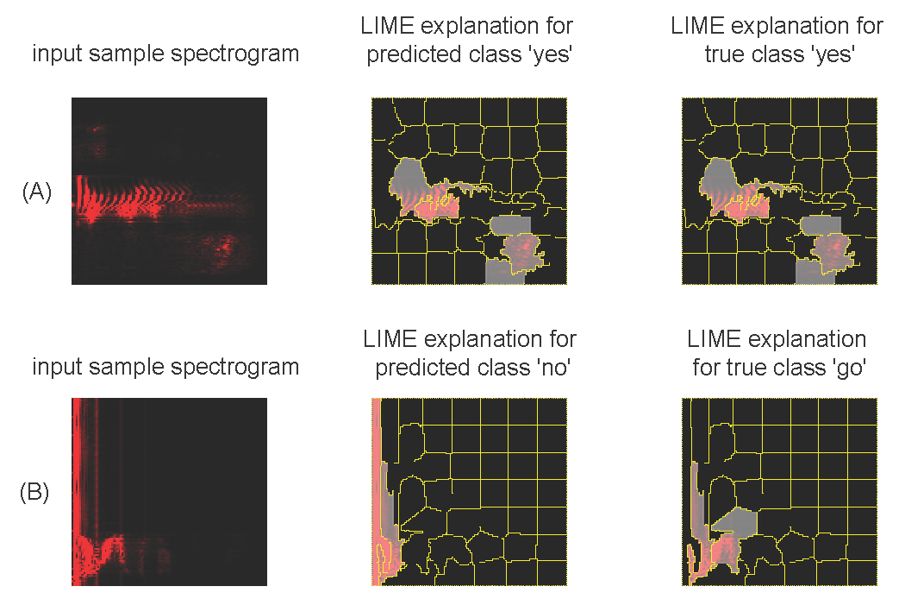 input sample spectrogram
LIME explanation for
predicted class 'yes'
LIME explanation for
true class 'yes'
(A)
input sample spectrogram
LIME explanation for
predicted class 'no'
LIME explanation
for true class 'go'
(B)